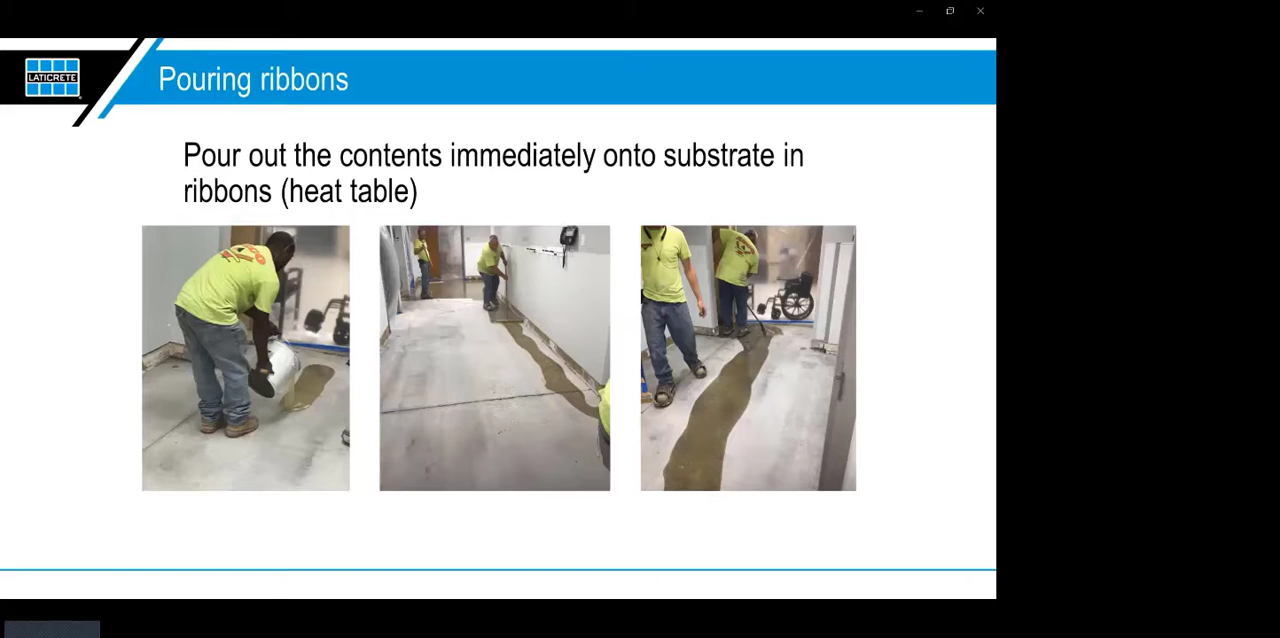 LATICRETE
Pouring ribbons
Pour out the contents immediately onto substrate in
ribbons (heat table)